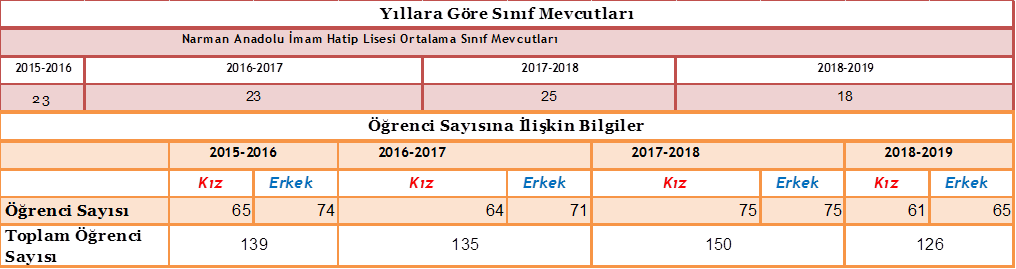 Yıllara Göre Sınıf Mevcutları
Narman Anadolu İmam Hatip Lisesi Ortalama Sınıf Mevcutları
2015-2016 2016-2017 2017-2018 2018-2019
23 23 25 18
Öğrenci Sayısına İlişkin Bilgiler
2015-2016 2016-2017 2017-2018 2018-2019
Kız Erkek Kız Erkek Kız Erkek Kız Erkek
Öğrenci Sayısı 65 74 64 71 75 75 61 65
Toplam Öğrenci
Sayısı 139 135 150 126